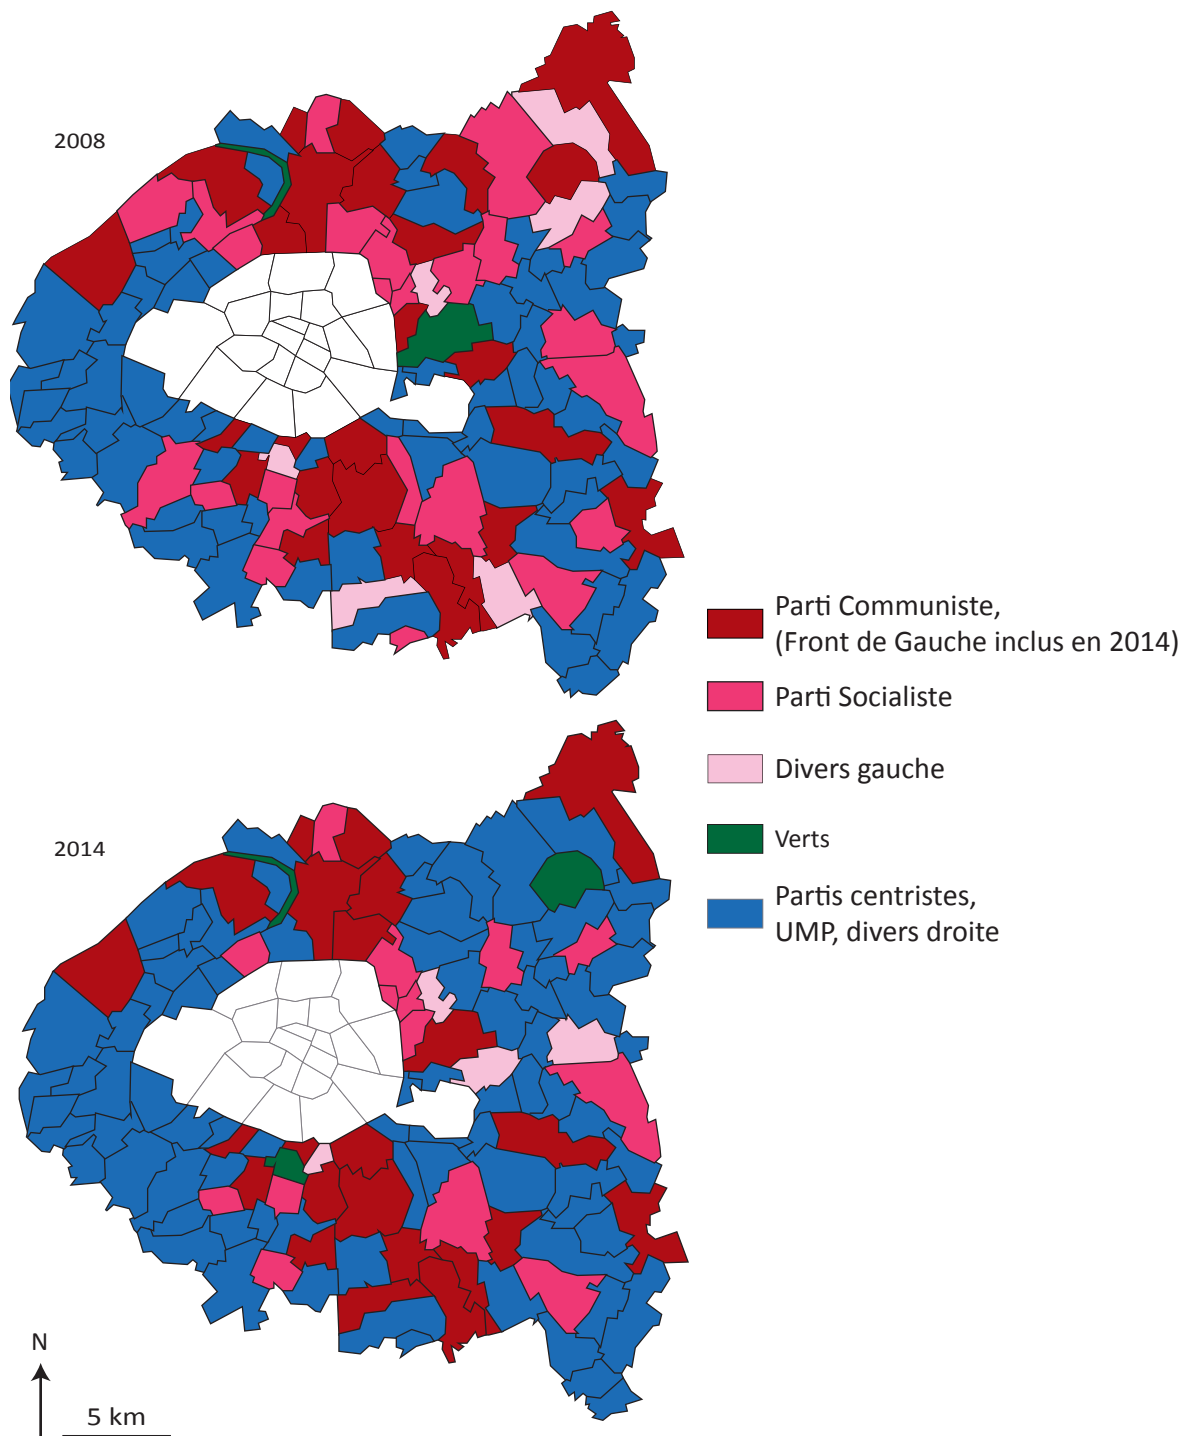 2008
Parti Communiste,
(Front de Gauche inclus en 2014)
Parti Socialiste
Divers gauche
Verts
Partis centristes,
UMP, divers droite
2014
N
5 km